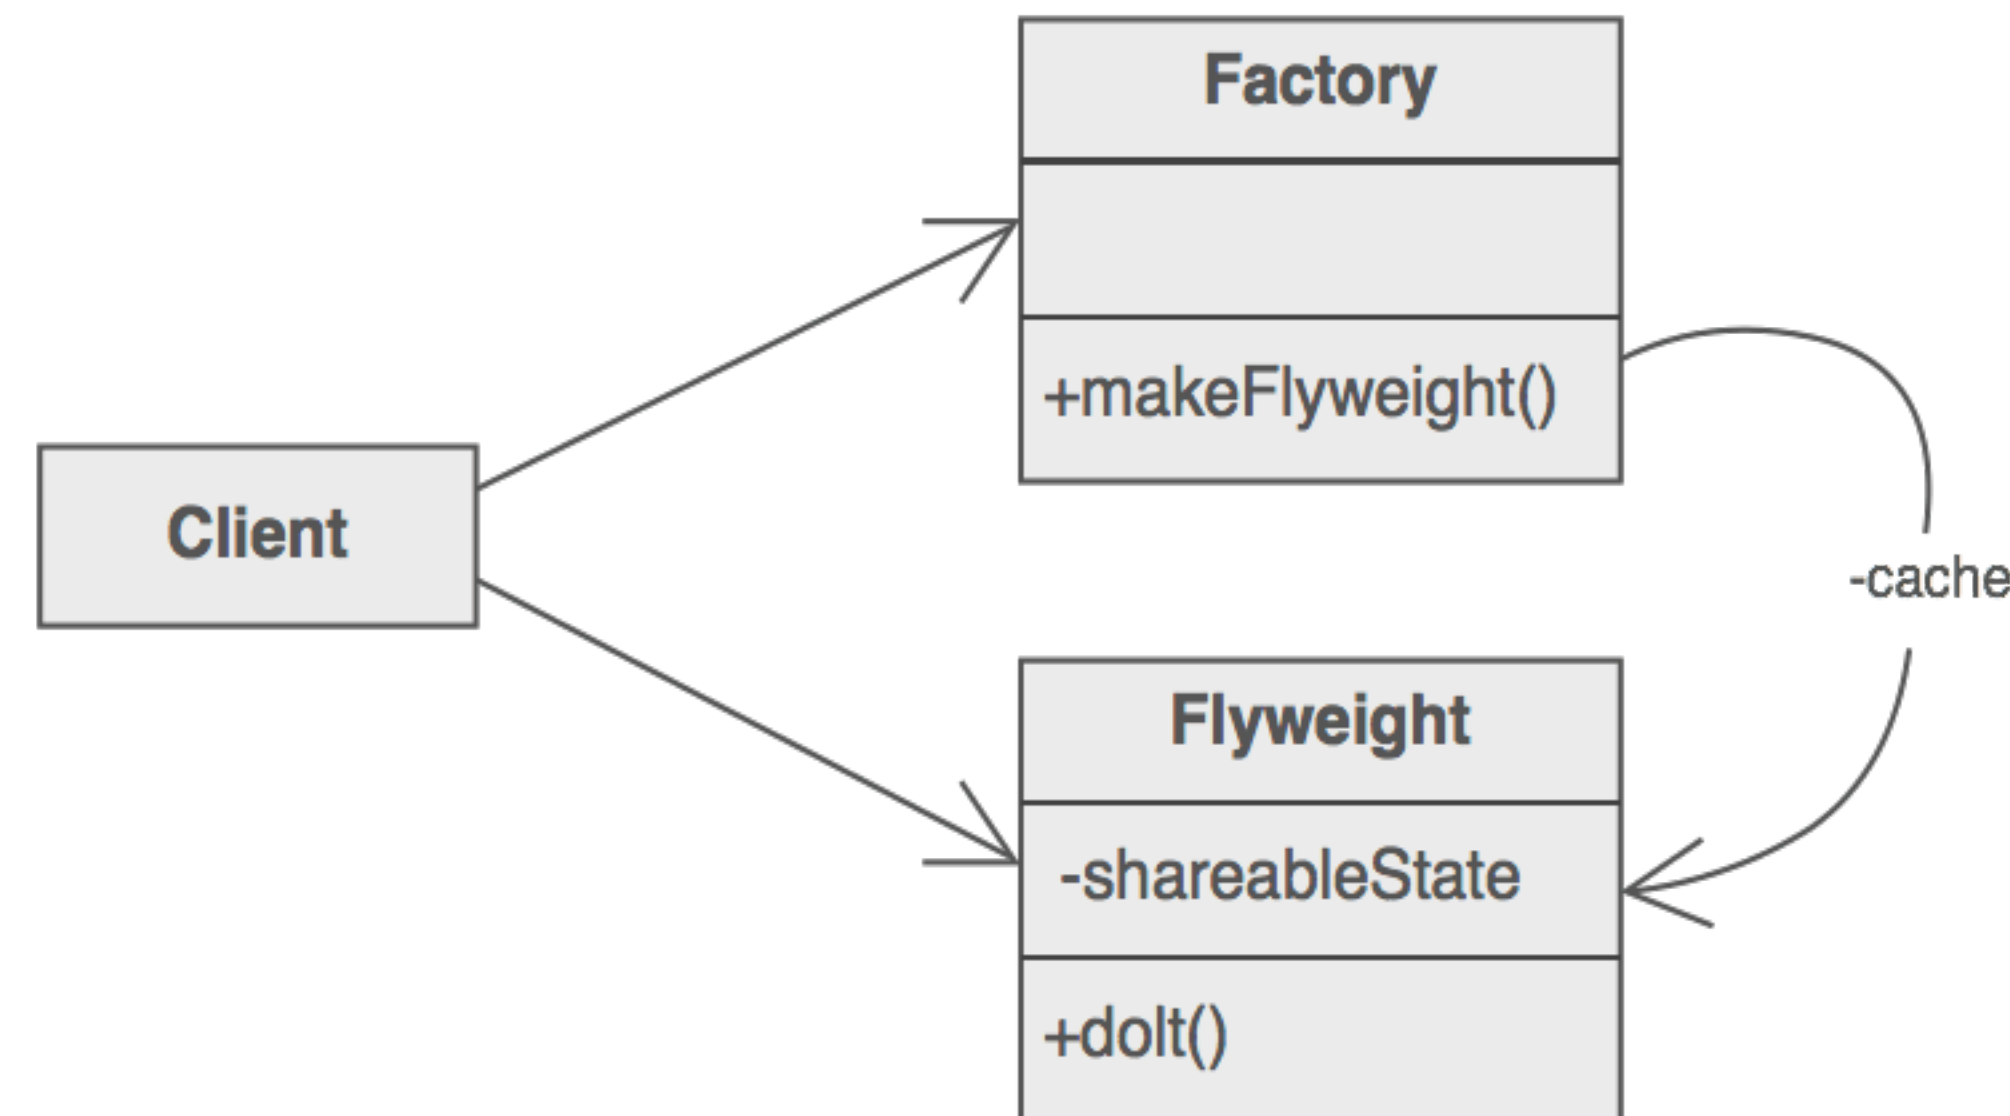 Factory
+makeFlyweight()
Client
-cache
Flyweight
-shareableState
+doIt()